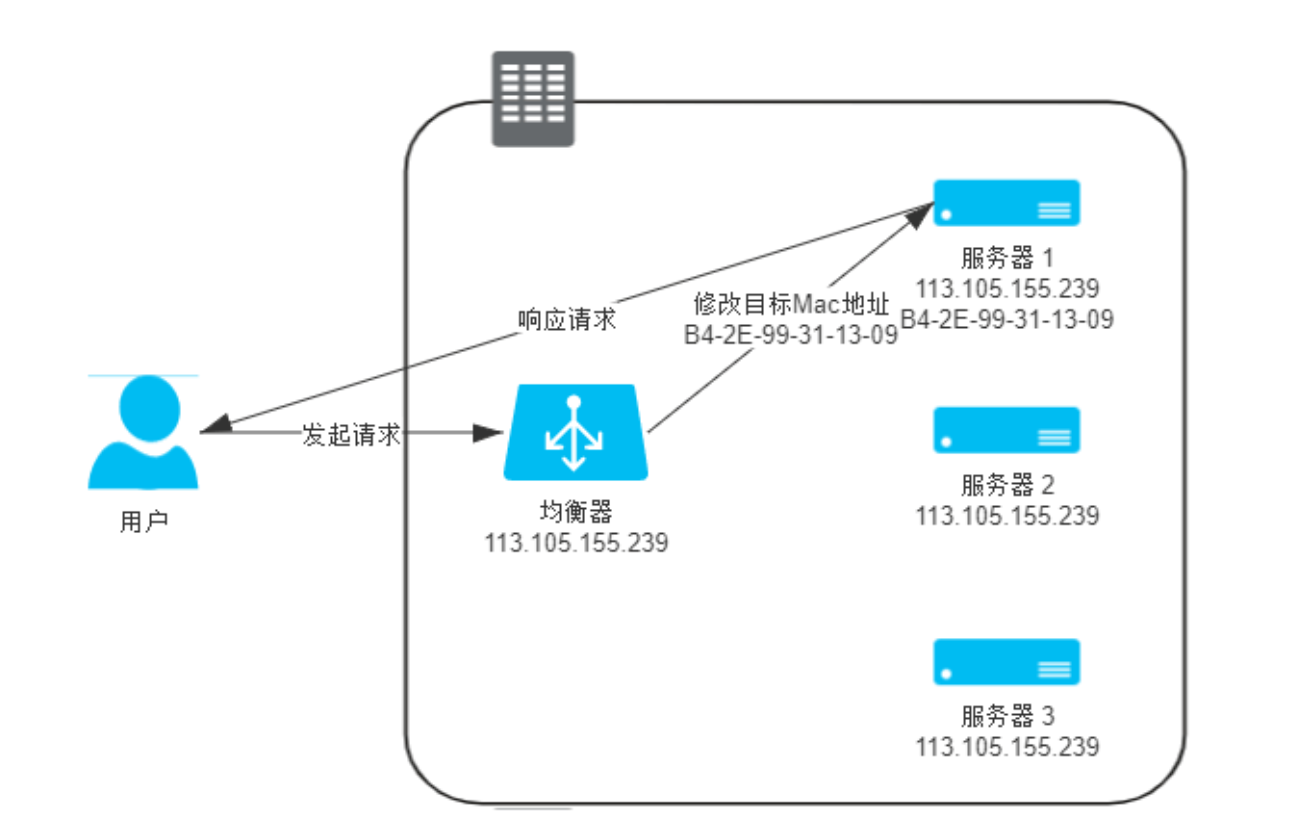 服务器 1
113.105.155.239
B4-2E-99-31-13-09
修改目标Mac地址
B4-2E-99-31-13-09
响应请求
发起请求
用户
均衡器
113.105.155.239
服务器 2
113.105.155.239
服务器 3
113.105.155.239